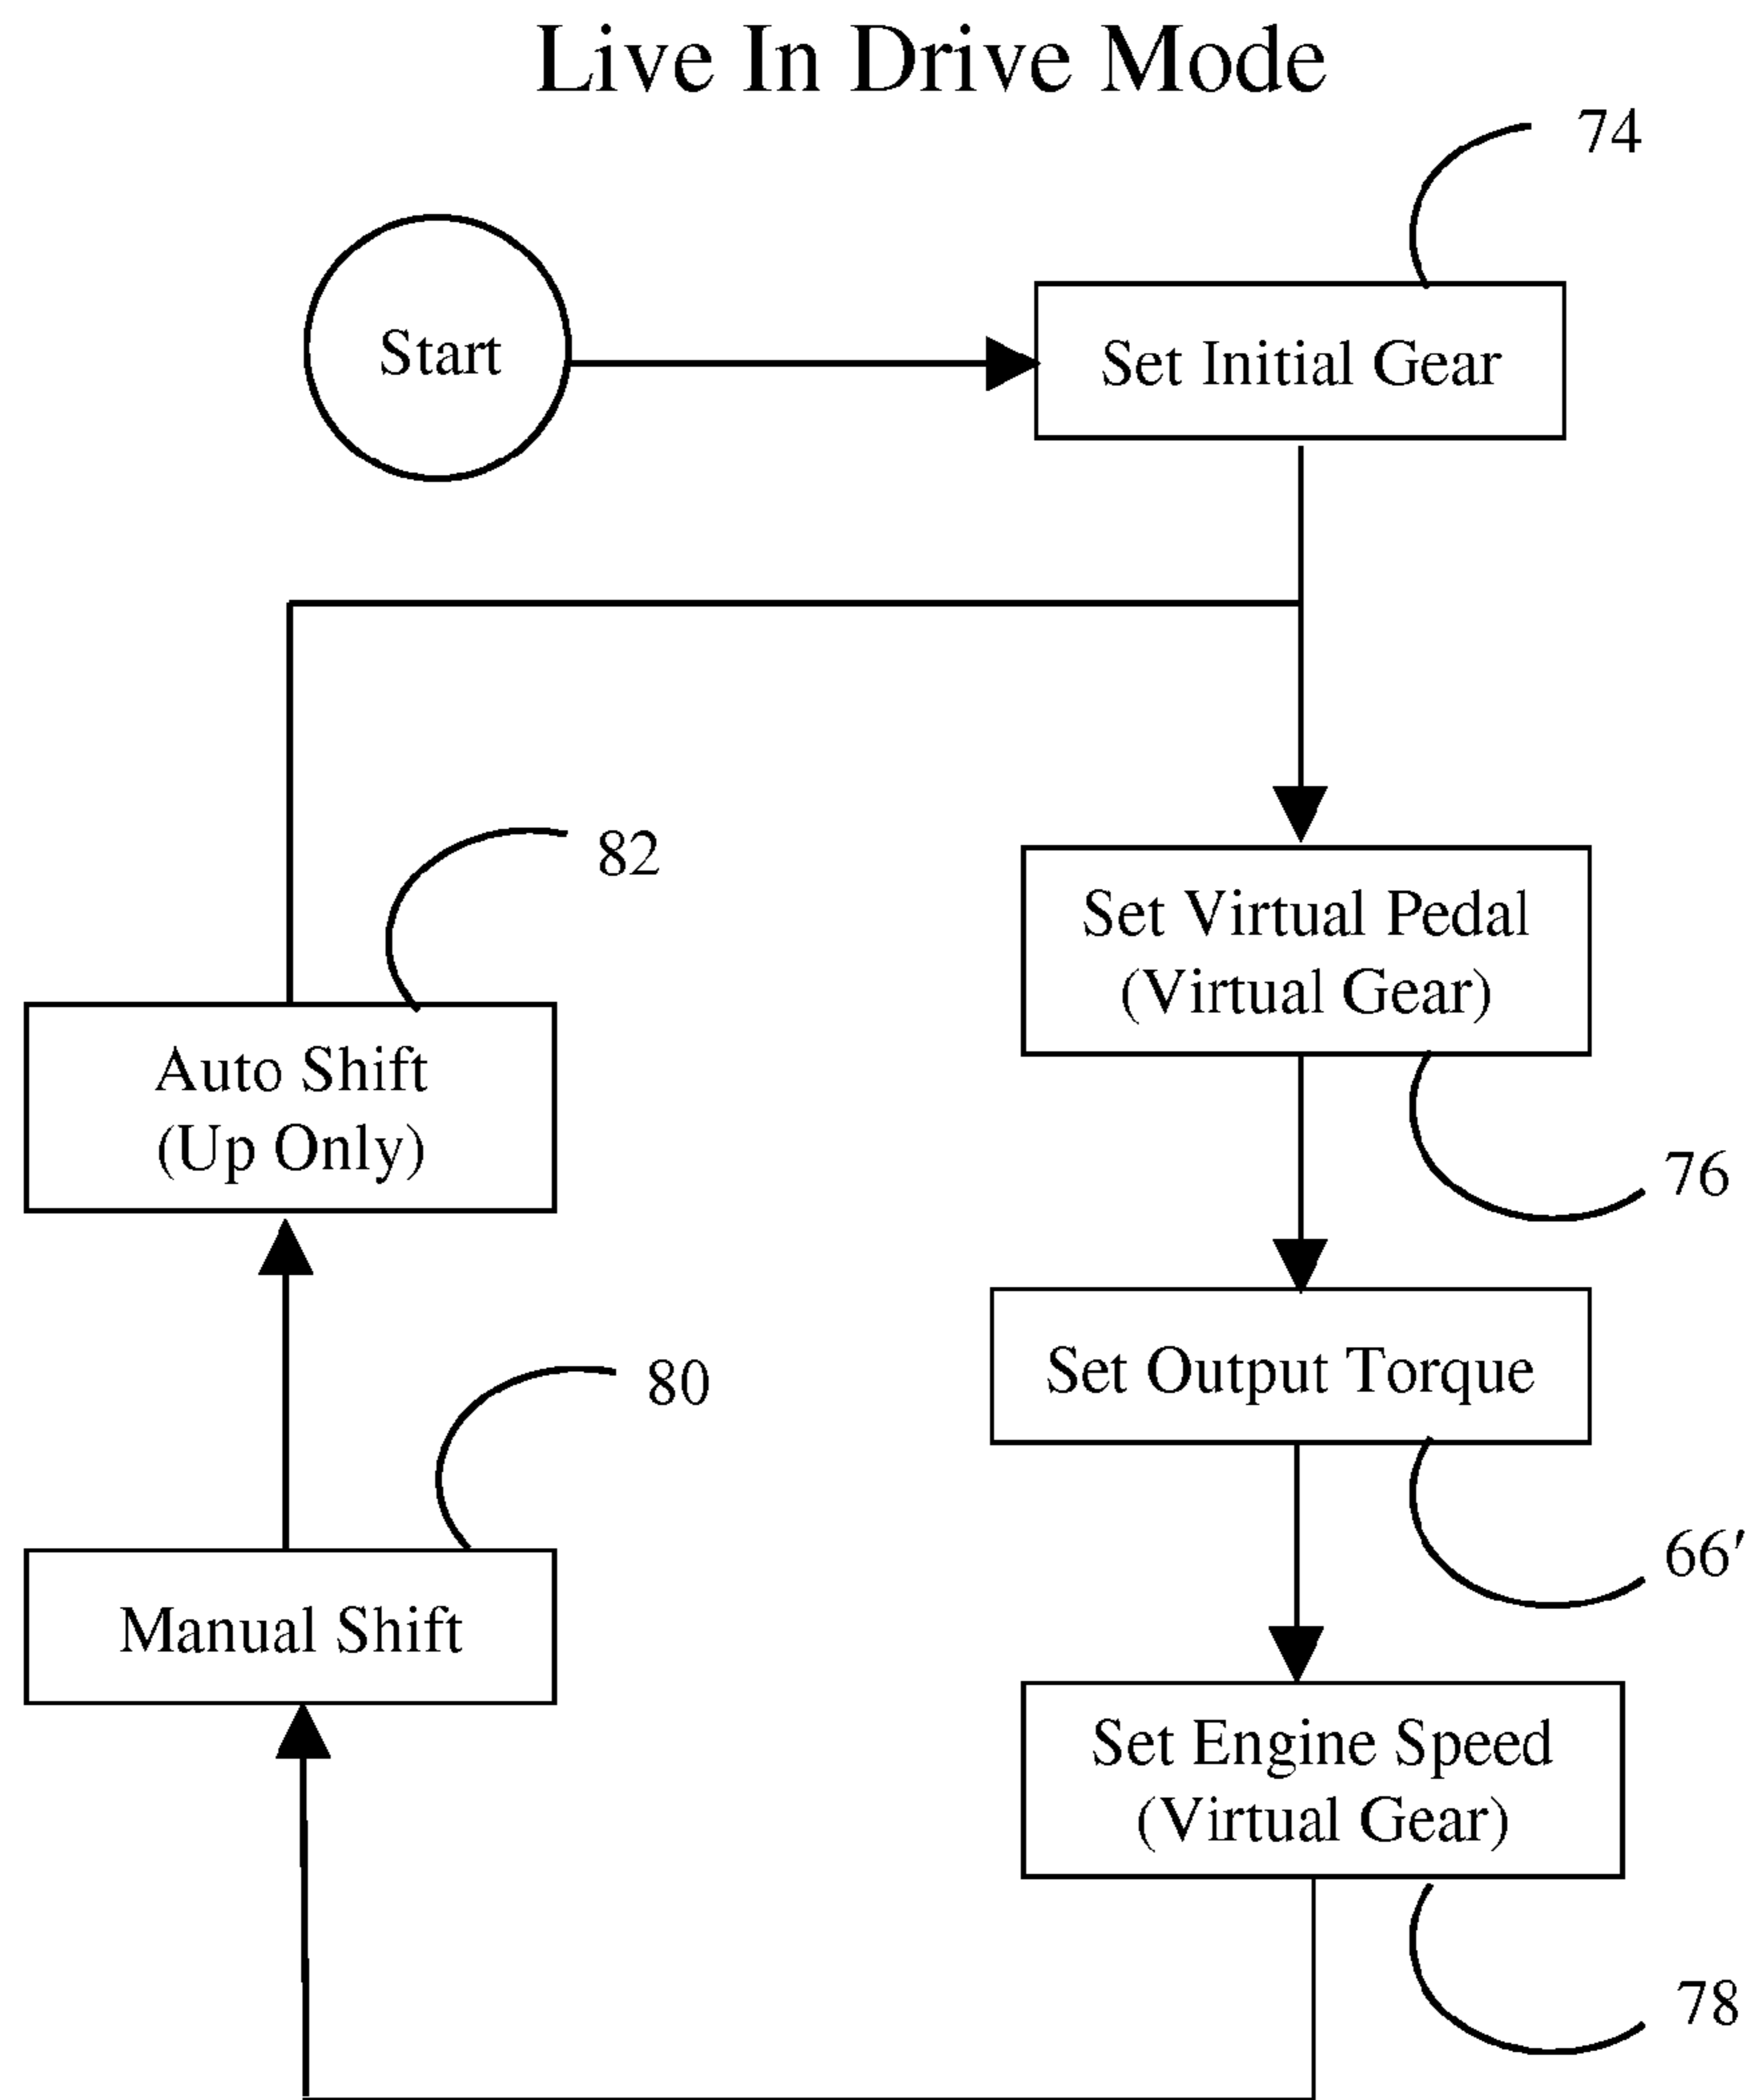 Live In Drive Mode
74
Start
Set Initial Gear
82
Set Virtual Pedal
(Virtual Gear)
Auto Shift
(Up Only)
76
Set Output Torque
80
66'
Manual Shift
Set Engine Speed
(Virtual Gear)
78